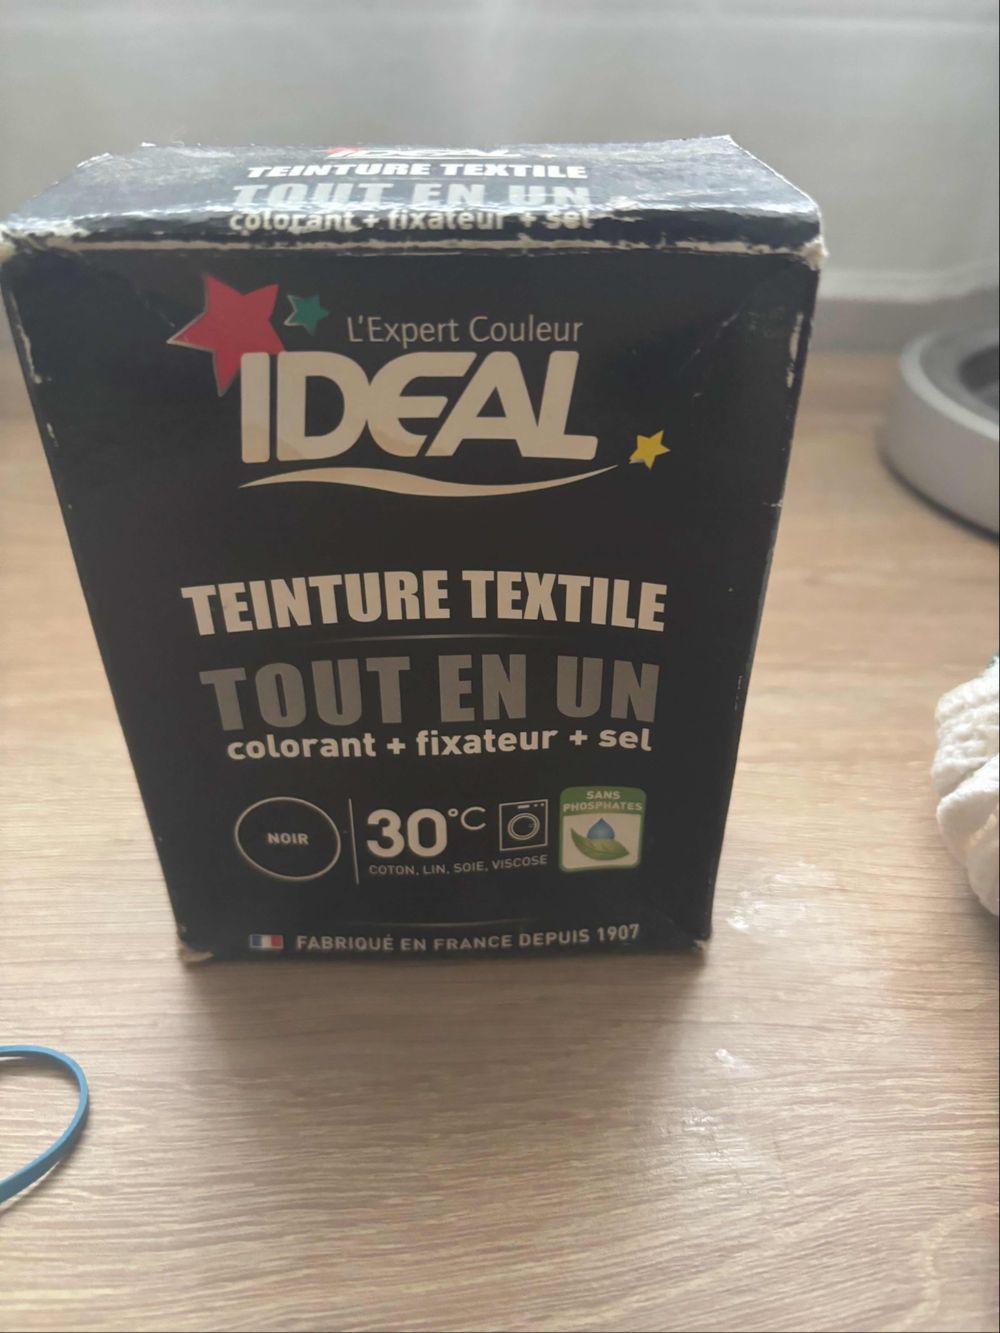 IDEAL
TEINTURE TEXTILE
TOUT EN UN
colorant + fixateur + sel
L'Expert Couleur
IDEAL
TEINTURE TEXTILE
TOUT EN UN
colorant + fixateur + sel
NOIR
30°C
COTON, LIN, SOIE, VISCOSE
SANS
PHOSPHATES
FABRIQUÉ EN FRANCE DEPUIS 1907